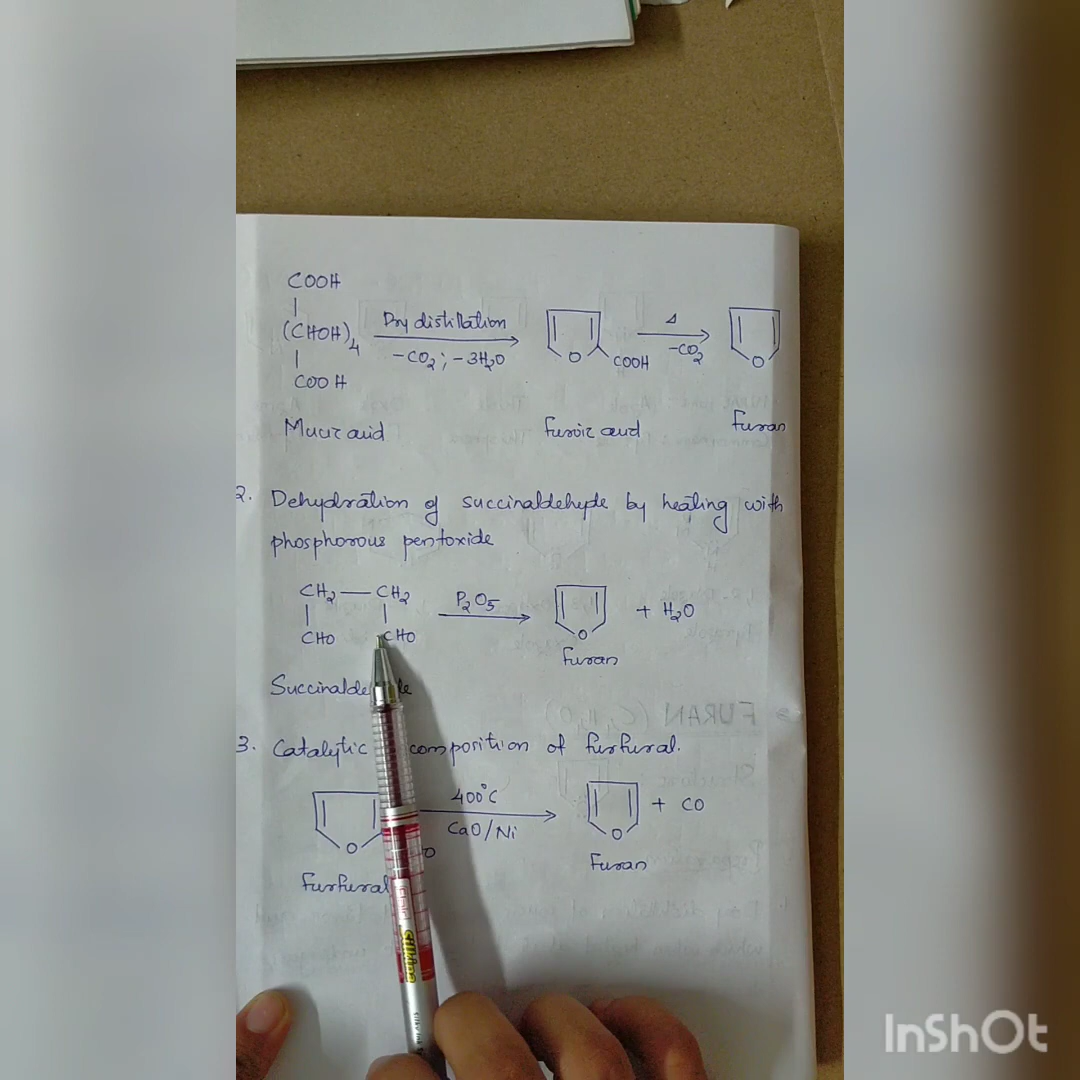 COOH
|
(CHOH)4 Dry distillation Δ
|
-CO2 ; -3H2O O COOH -CO2 O
COOH
Mucic acid Furoic acid Furan
2. Dehydration of succinaldehyde by heating with
phosphorous pentoxide
CH2 — CH2 P2O5 + H2O
| |
CHO CHO O
Furan
3. Catalytic composition of furfural.
400°C + CO
O CaO/Ni O
Furfural Furan
InShOt